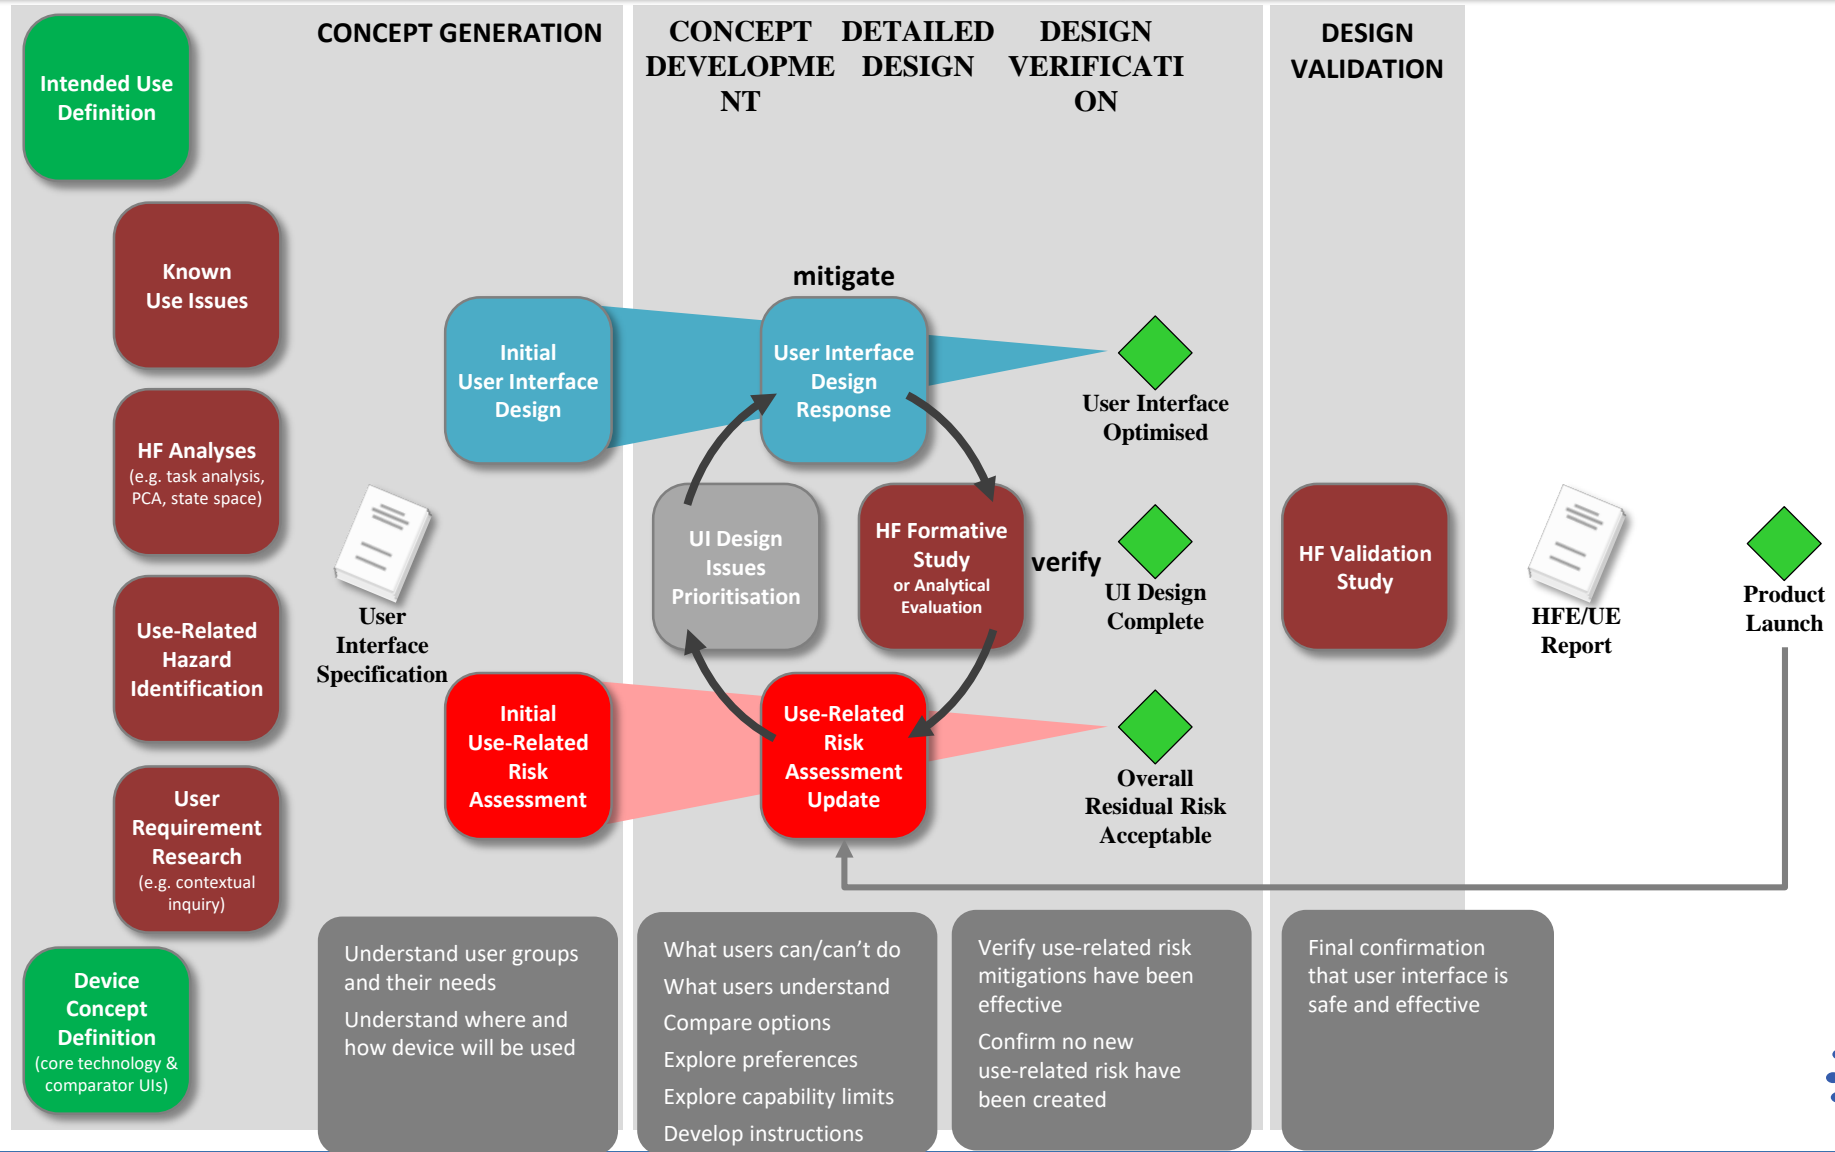 CONCEPT GENERATION
CONCEPT
DEVELOPME
NT
DETAILED
DESIGN
DESIGN
VERIFICATI
ON
DESIGN
VALIDATION
Intended Use
Definition
Known
Use Issues
HF Analyses
(e.g. task analysis,
PCA, state space)
Use-Related
Hazard
Identification
User
Requirement
Research
(e.g. contextual
inquiry)
Device
Concept
Definition
(core technology &
comparator UIs)
User
Interface
Specification
Initial
User Interface
Design
Initial
Use-Related
Risk
Assessment
mitigate
User Interface
Design
Response
UI Design
Issues
Prioritisation
HF Formative
Study
or Analytical
Evaluation
verify
Use-Related
Risk
Assessment
Update
User Interface
Optimised
UI Design
Complete
Overall
Residual Risk
Acceptable
HF Validation
Study
HFE/UE
Report
Product
Launch
Understand user groups
and their needs
Understand where and
how device will be used
What users can/can't do
What users understand
Compare options
Explore preferences
Explore capability limits
Develop instructions
Verify use-related risk
mitigations have been
effective
Confirm no new
use-related risk have
been created
Final confirmation
that user interface is
safe and effective